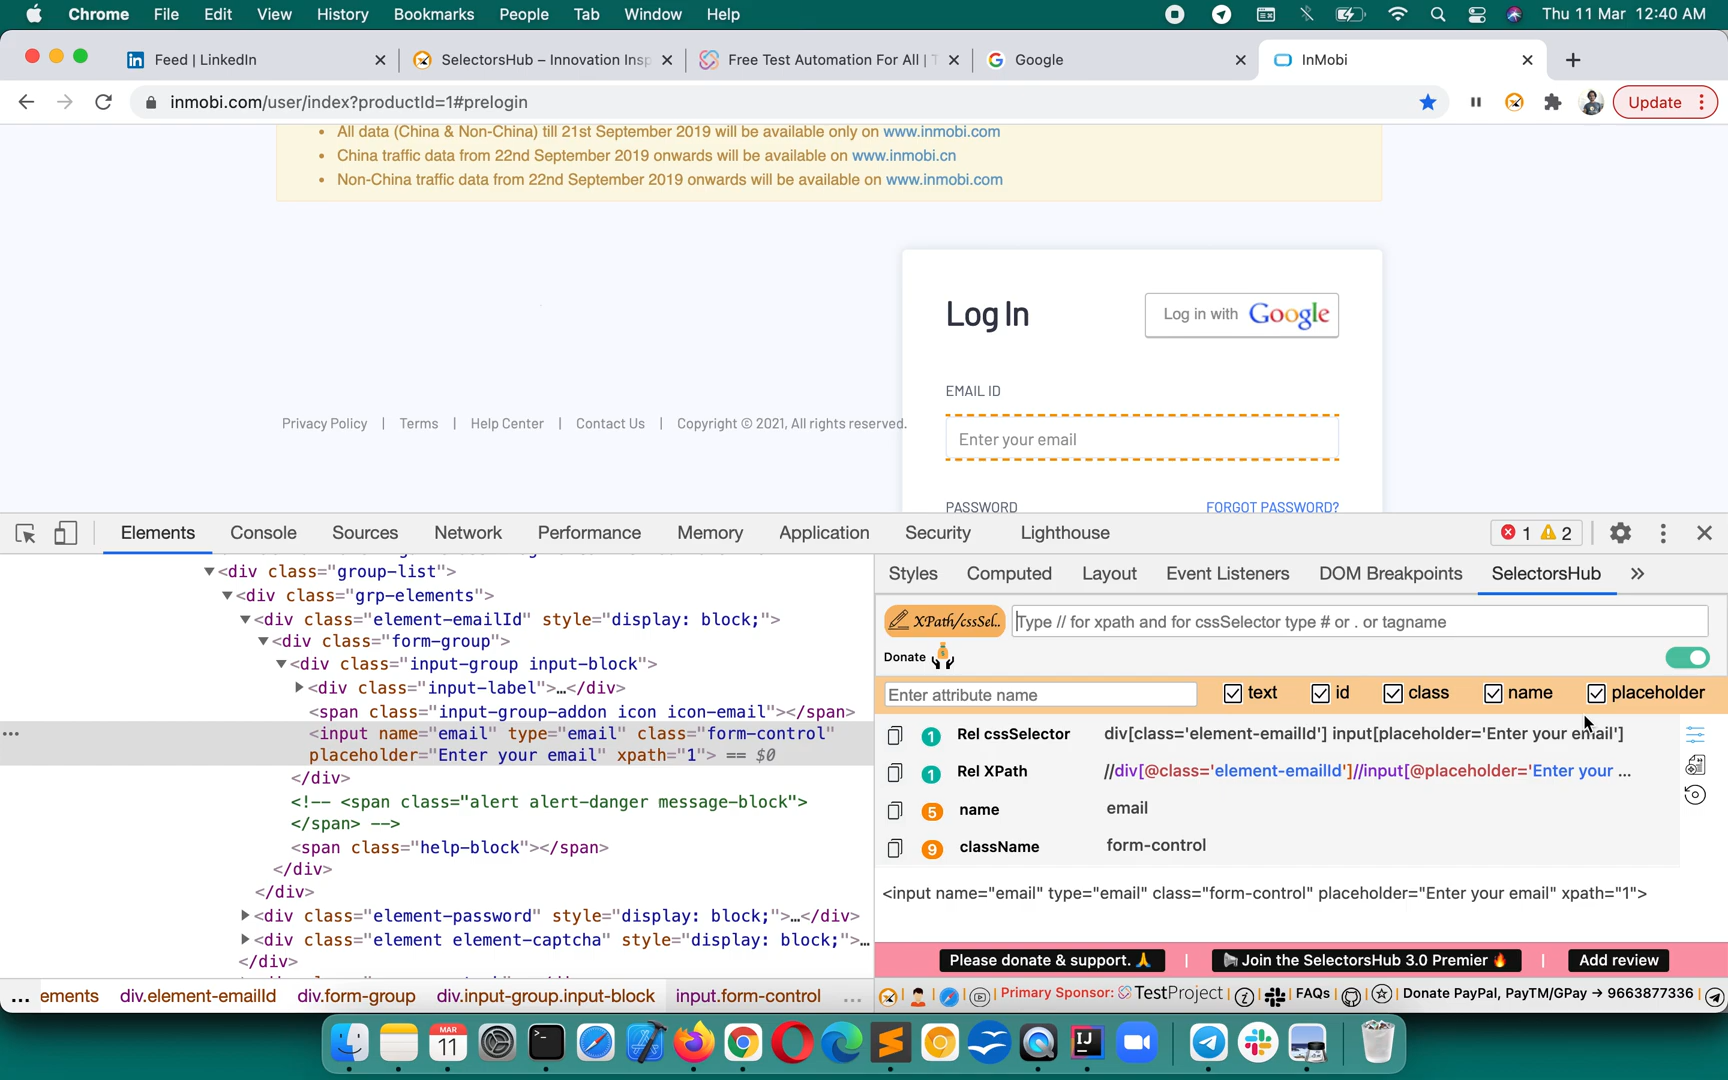 Chrome File Edit View History Bookmarks People Tab Window Help Thu 11 Mar 12:40 AM
Feed | LinkedIn SelectorsHub – Innovation Insp Free Test Automation For All | T Google InMobi
inmobi.com/user/index?productId=1#prelogin Update
• All data (China & Non-China) till 21st September 2019 will be available only on www.inmobi.com
• China traffic data from 22nd September 2019 onwards will be available on www.inmobi.cn
• Non-China traffic data from 22nd September 2019 onwards will be available on www.inmobi.com
Log In Log in with Google
EMAIL ID
Privacy Policy | Terms | Help Center | Contact Us | Copyright © 2021, All rights reserved.
Enter your email
PASSWORD FORGOT PASSWORD?
Elements Console Sources Network Performance Memory Application Security Lighthouse 1 2
<div class="group-list">
<div class="grp-elements">
<div class="element-emailId" style="display: block;">
<div class="form-group">
<div class="input-group input-block">
<div class="input-label">…</div>
<span class="input-group-addon icon icon-email"></span>
… <input name="email" type="email" class="form-control"
placeholder="Enter your email" xpath="1"> == $0
</div>
<!-- <span class="alert alert-danger message-block">
</span> -->
<span class="help-block"></span>
</div>
</div>
<div class="element-password" style="display: block;">…</div>
<div class="element element-captcha" style="display: block;">…
</div>
... ements div.element-emailId div.form-group div.input-group.input-block input.form-control ...
Styles Computed Layout Event Listeners DOM Breakpoints SelectorsHub »
XPath/cssSel.. Type // for xpath and for cssSelector type # or . or tagname
Donate
Enter attribute name text id class name placeholder
1 Rel cssSelector div[class='element-emailId'] input[placeholder='Enter your email']
1 Rel XPath //div[@class='element-emailId']//input[@placeholder='Enter your ...
5 name email
9 className form-control
<input name="email" type="email" class="form-control" placeholder="Enter your email" xpath="1">
Please donate & support. | Join the SelectorsHub 3.0 Premier | Add review
Primary Sponsor: TestProject | FAQs | Donate PayPal, PayTM/GPay → 9663877336
MAR
11
IJ